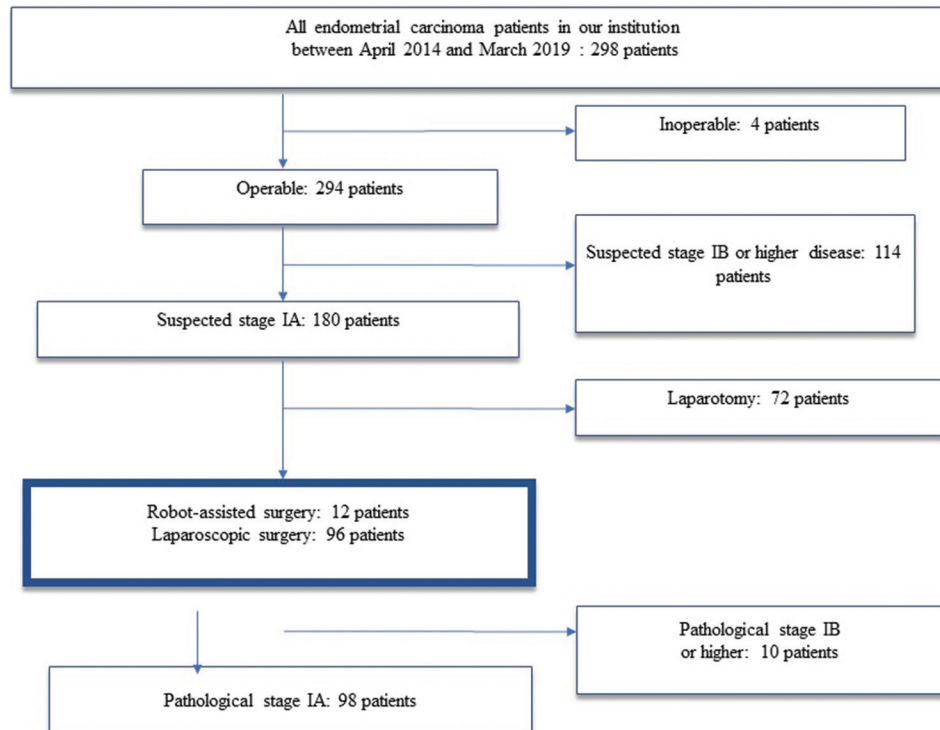 All endometrial carcinoma patients in our institution
between April 2014 and March 2019 : 298 patients
Inoperable: 4 patients
Operable: 294 patients
Suspected stage IB or higher disease: 114
patients
Suspected stage IA: 180 patients
Laparotomy: 72 patients
Robot-assisted surgery: 12 patients
Laparoscopic surgery: 96 patients
Pathological stage IB
or higher: 10 patients
Pathological stage IA: 98 patients